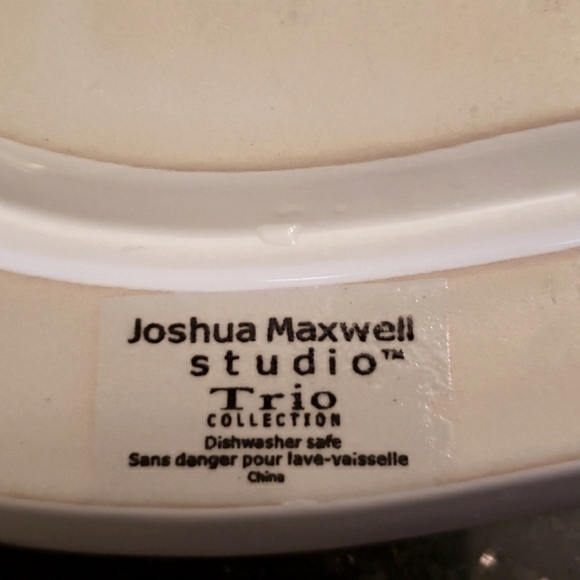 Joshua Maxwell
studio™
Trio
COLLECTION
Dishwasher safe
Sans danger pour lave-vaisselle
China